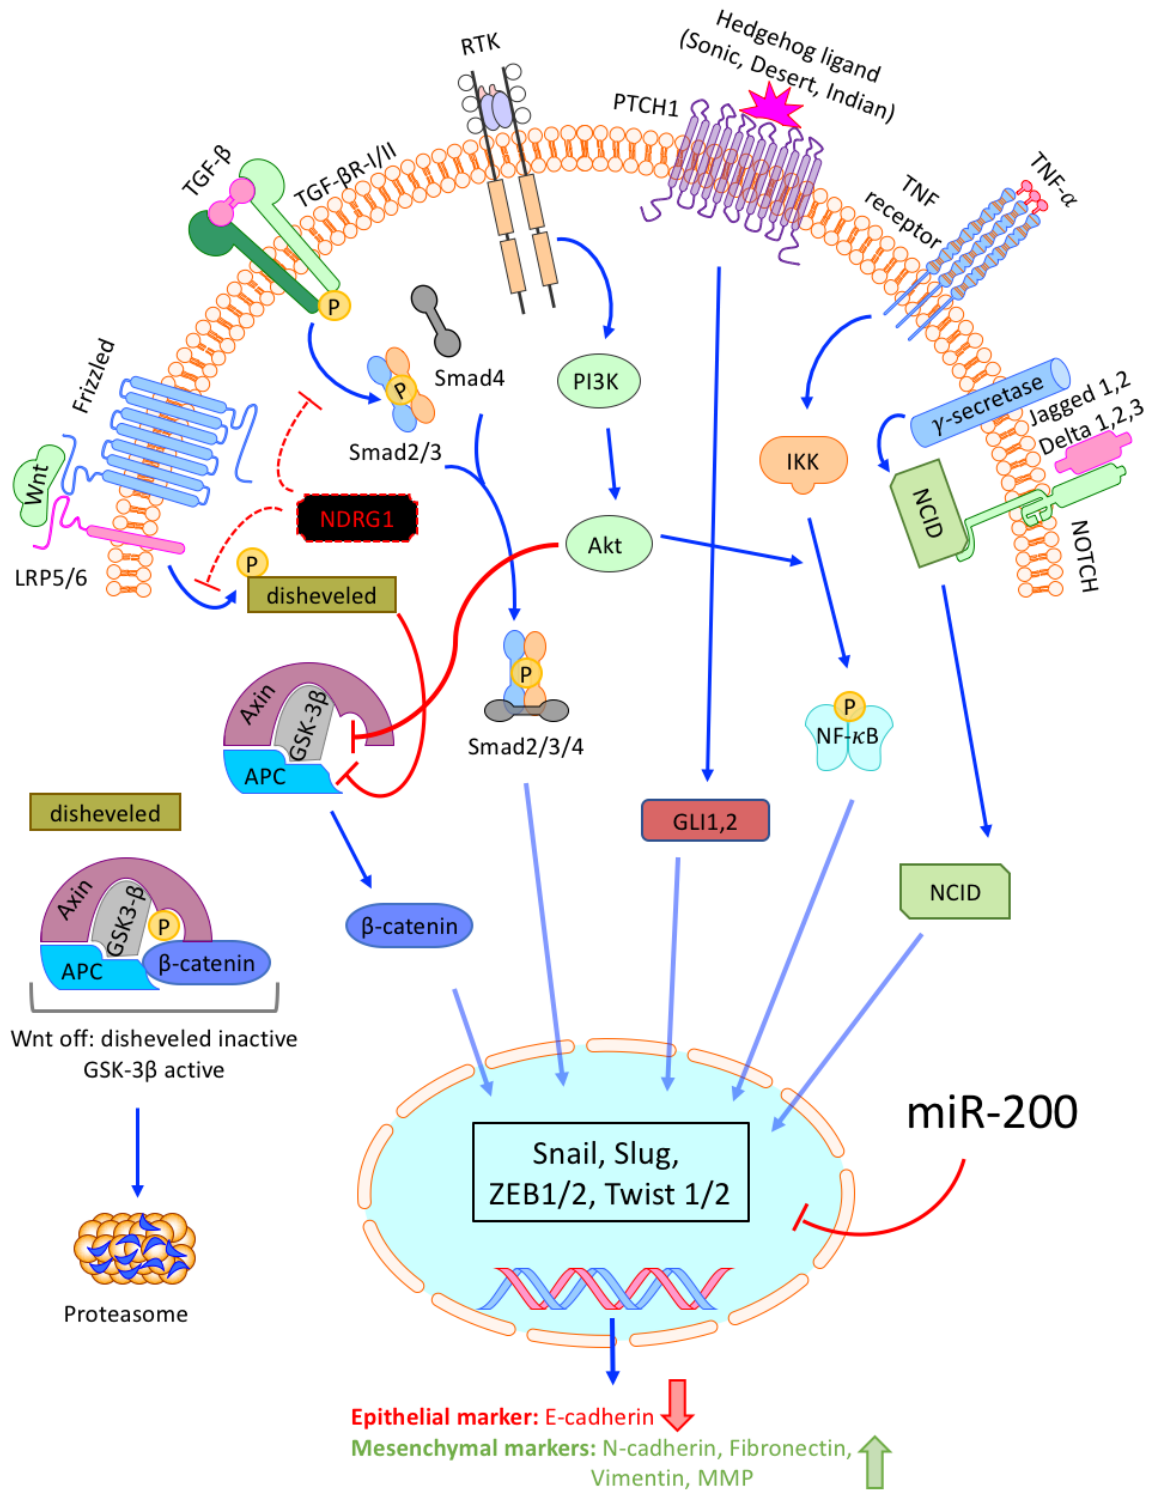 RTK
Hedgehog ligand
(Sonic, Desert, Indian)
PTCH1
TGF-β
TGF-βR-I/II
TNF
receptor
TNF-α
P
Smad4
P
Smad2/3
PI3K
Frizzled
Wnt
LRP5/6
γ-secretase
Jagged 1,2
Delta 1,2,3
IKK
NCID
NOTCH
NDRG1
Akt
P
disheveled
Axin
GSK-3β
APC
P
Smad2/3/4
P
NF-κB
disheveled
GLI1,2
NCID
Axin
GSK3-β
P
APC
β-catenin
β-catenin
Wnt off: disheveled inactive
GSK-3β active
miR-200
Snail, Slug,
ZEB1/2, Twist 1/2
Proteasome
Epithelial marker: E-cadherin
Mesenchymal markers: N-cadherin, Fibronectin,
Vimentin, MMP